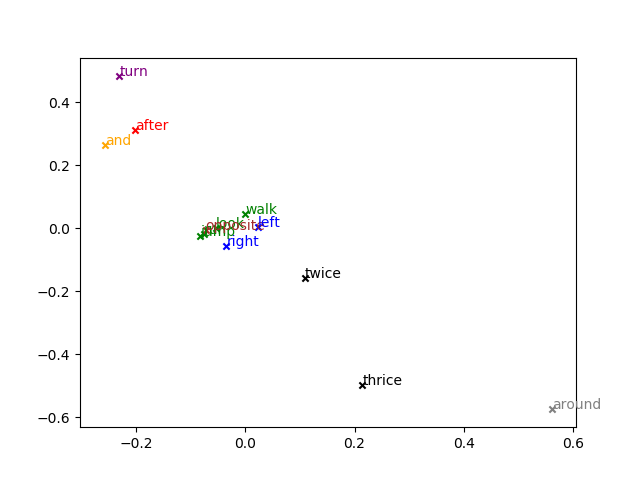 turn
0.4
after
and
0.2
walk
look
left
opposite
0.0
jump
right
twice
−0.2
−0.4
thrice
around
−0.6
−0.2 0.0 0.2 0.4 0.6